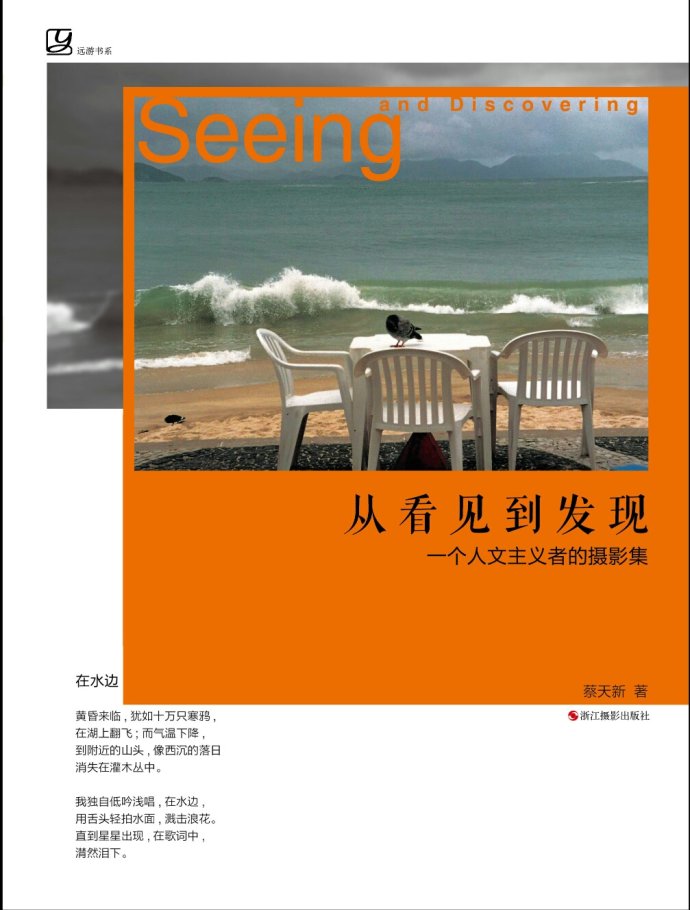 远游书系
Seeing
and Discovering
从看见到发现
一个人文主义者的摄影集
蔡天新 著
浙江摄影出版社
在水边
黄昏来临，犹如十万只寒鸦，
在湖上翻飞；而气温下降，
到附近的山头，像西沉的落日
消失在灌木丛中。
我独自低吟浅唱，在水边，
用舌头轻拍水面，溅击浪花。
直到星星出现，在歌词中，
潸然泪下。